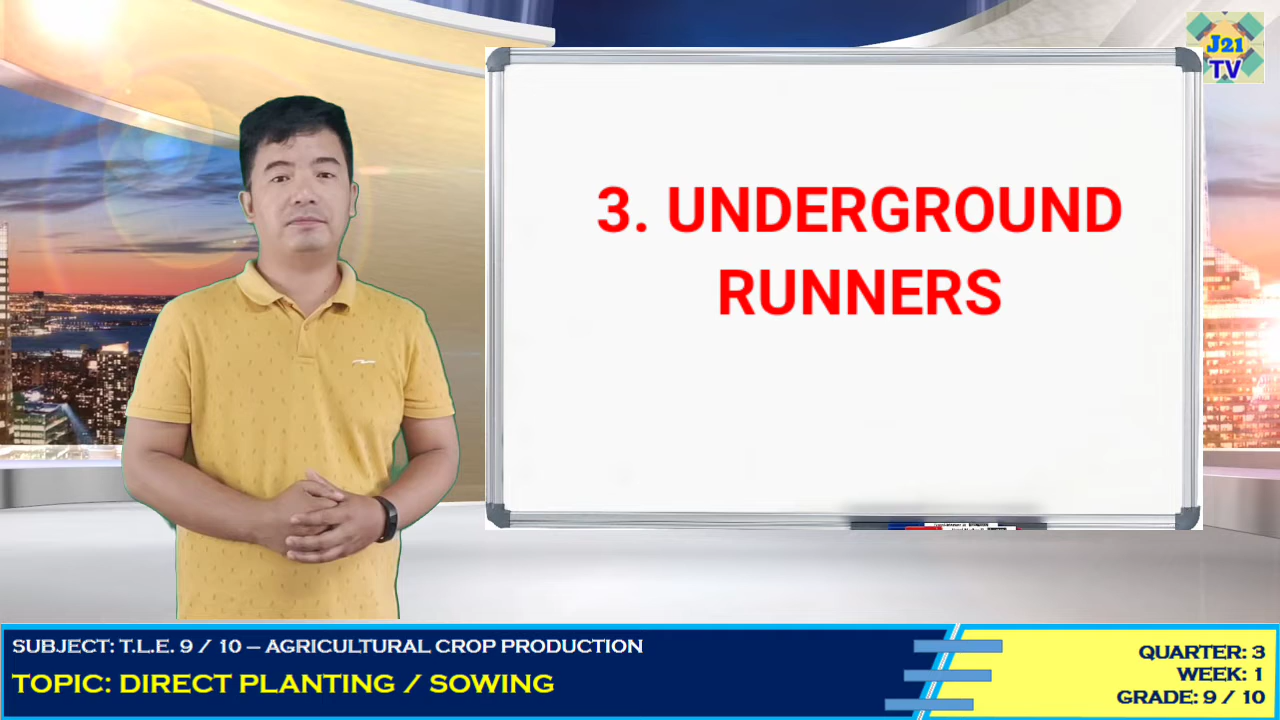 J21
TV
3. UNDERGROUND
RUNNERS
SUBJECT: T.L.E. 9 / 10 – AGRICULTURAL CROP PRODUCTION
TOPIC: DIRECT PLANTING / SOWING
QUARTER: 3
WEEK: 1
GRADE: 9 / 10